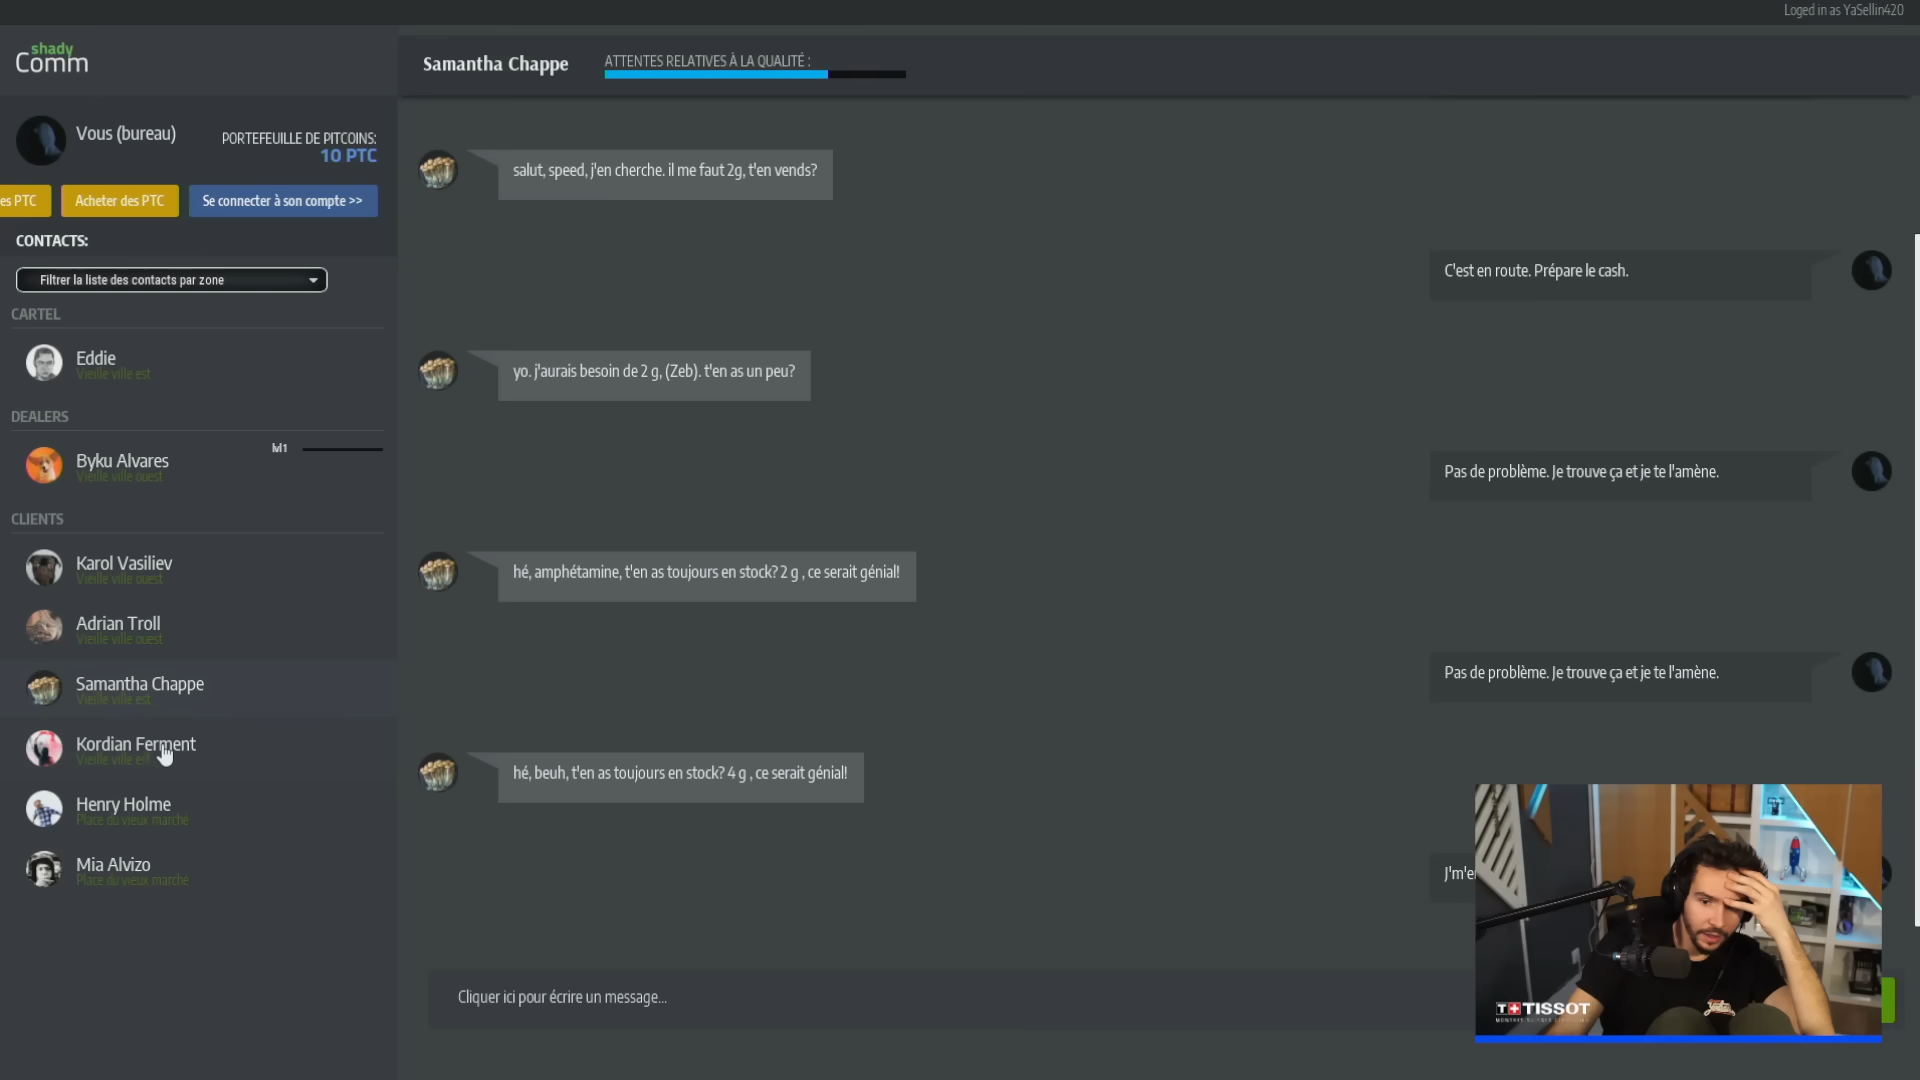 Loged in as YaSellin420
shady
Comm
Samantha Chappe
ATTENTES RELATIVES À LA QUALITÉ :
Vous (bureau)
PORTEFEUILLE DE PITCOINS:
10 PTC
es PTC
Acheter des PTC
Se connecter à son compte >>
CONTACTS:
Filtrer la liste des contacts par zone
CARTEL
Eddie
Vieille ville est
DEALERS
Byku Alvares
Vieille ville ouest
lvl 1
CLIENTS
Karol Vasiliev
Vieille ville ouest
Adrian Troll
Vieille ville ouest
Samantha Chappe
Vieille ville est
Kordian Ferment
Vieille ville est
Henry Holme
Place du vieux marché
Mia Alvizo
Place du vieux marché
salut, speed, j'en cherche. il me faut 2g, t'en vends?
C'est en route. Prépare le cash.
yo. j'aurais besoin de 2 g, (Zeb). t'en as un peu?
Pas de problème. Je trouve ça et je te l'amène.
hé, amphétamine, t'en as toujours en stock? 2 g , ce serait génial!
Pas de problème. Je trouve ça et je te l'amène.
hé, beuh, t'en as toujours en stock? 4 g , ce serait génial!
Cliquer ici pour écrire un message...
T+TISSOT